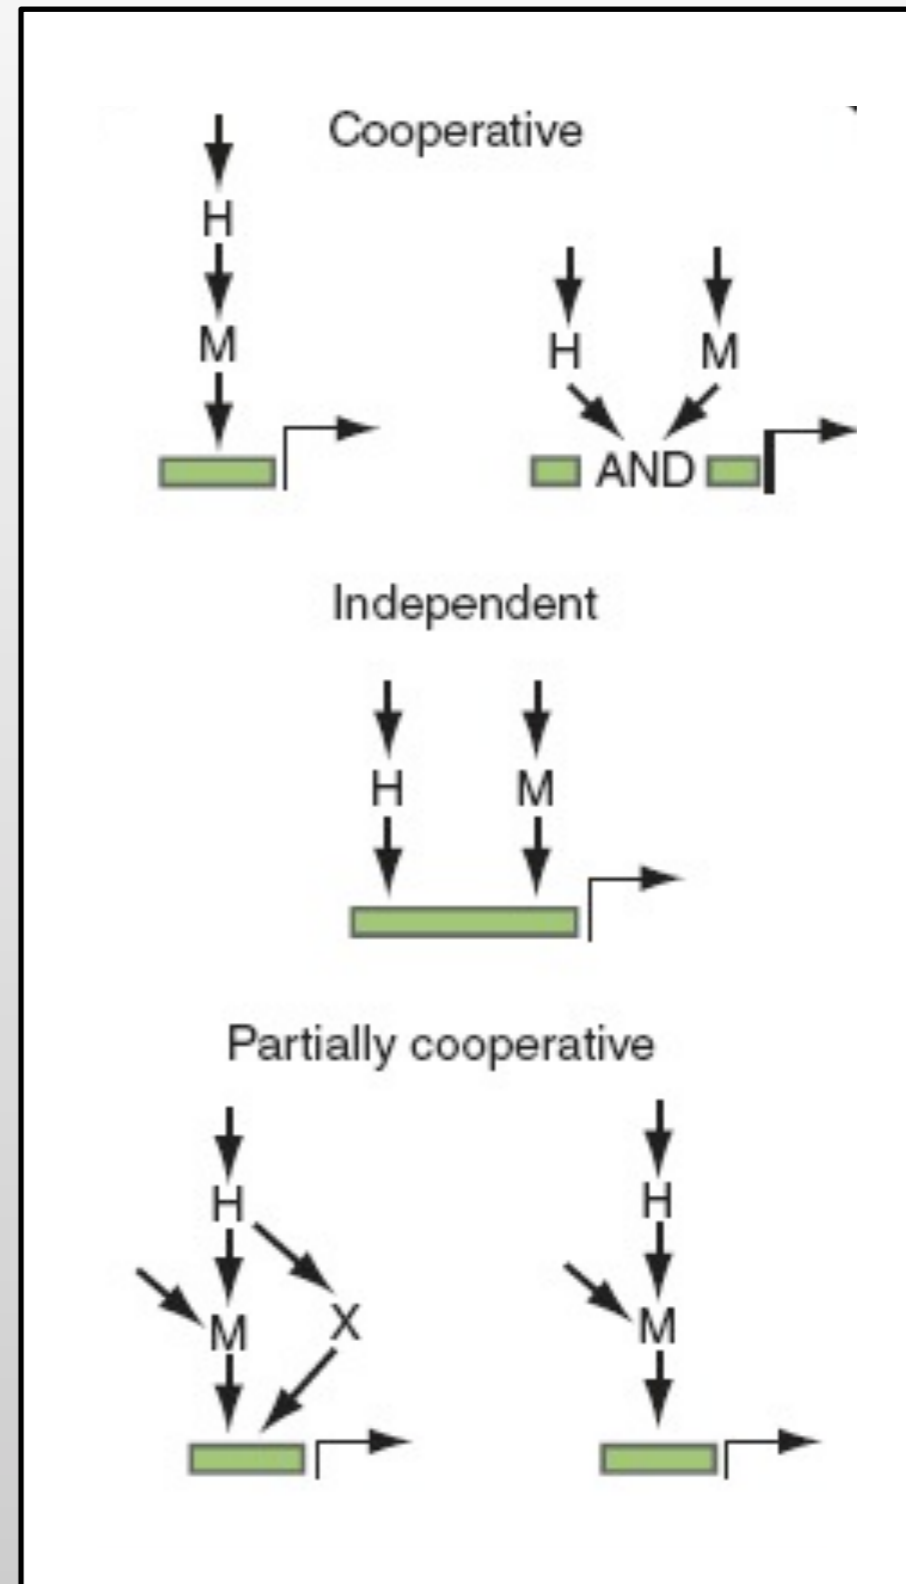 Cooperative
H
M
H M
AND
Independent
H M
Partially cooperative
H H
M X M